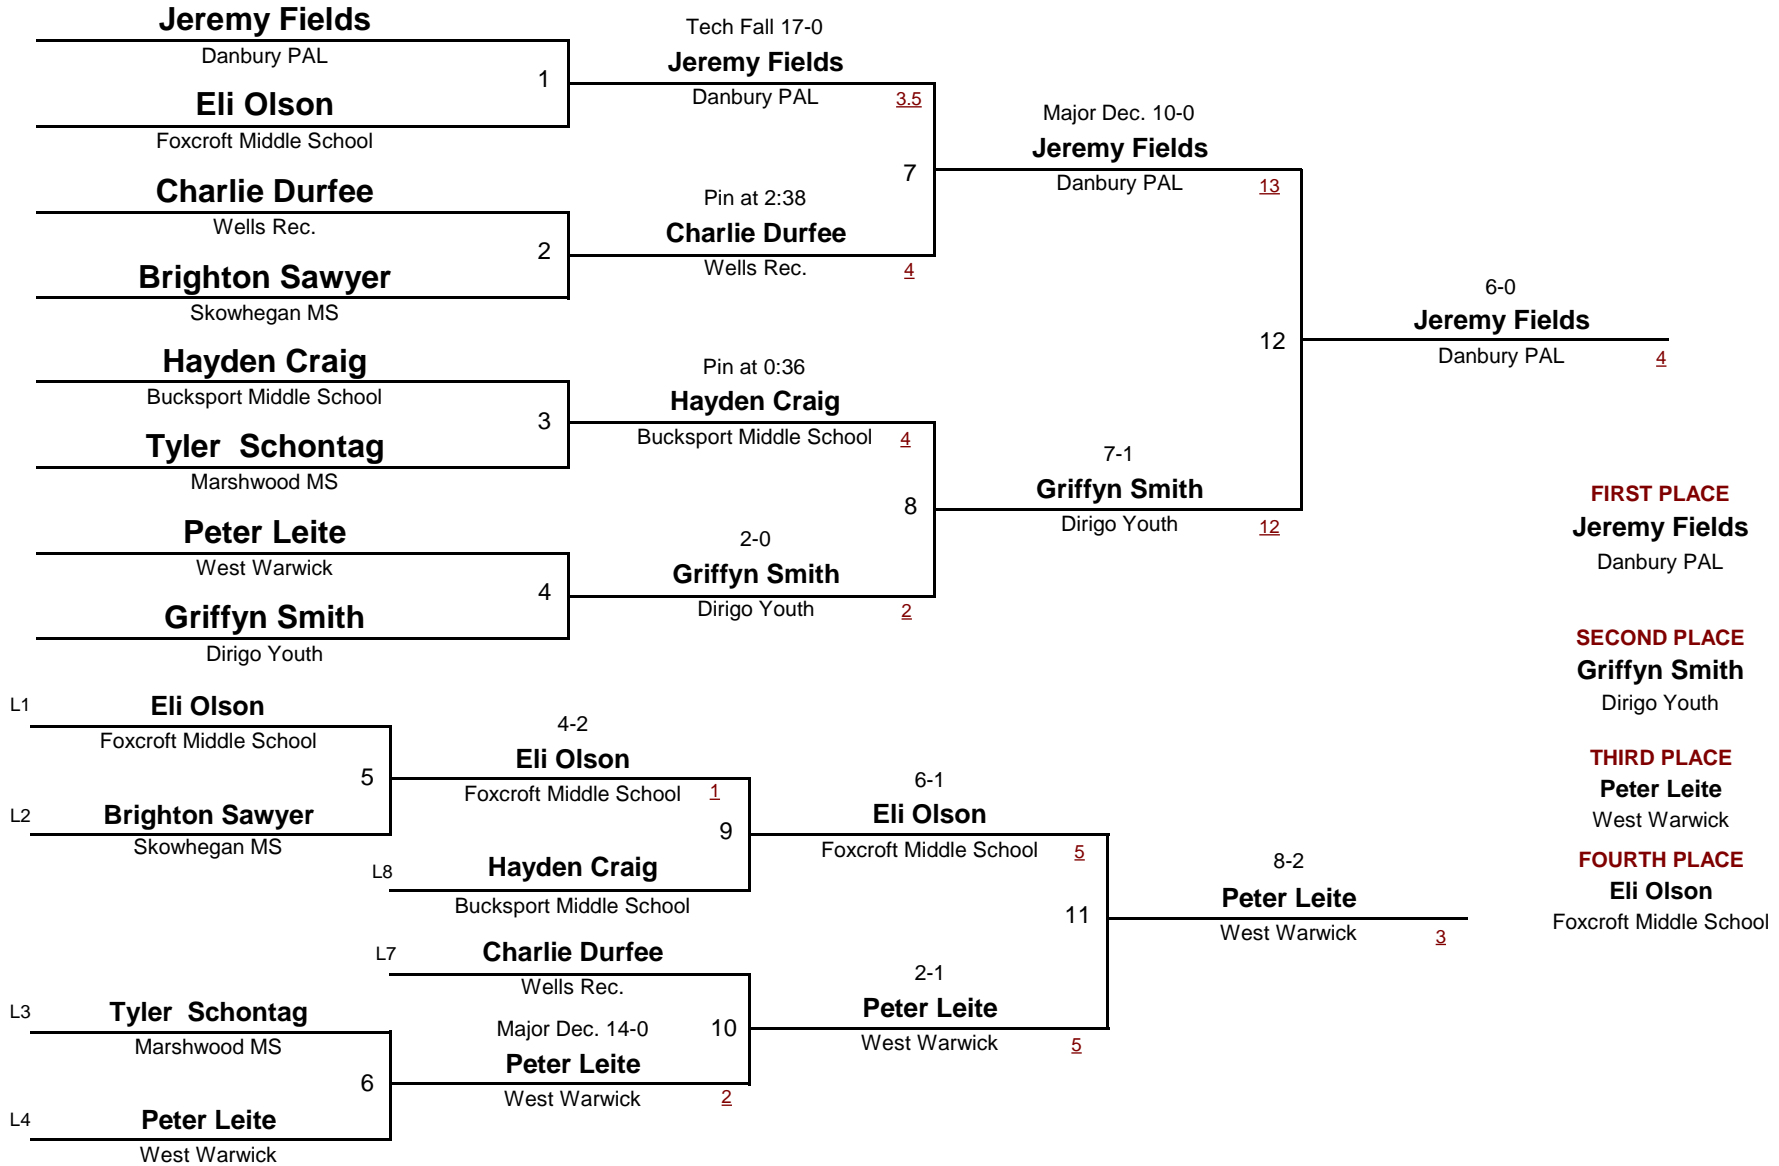 Jeremy Fields
Danbury PAL
1
Eli Olson
Foxcroft Middle School
Charlie Durfee
Wells Rec.
2
Brighton Sawyer
Skowhegan MS
Hayden Craig
Bucksport Middle School
3
Tyler  Schontag
Marshwood MS
Peter Leite
West Warwick
4
Griffyn Smith
Dirigo Youth
Tech Fall 17-0
Jeremy Fields
Danbury PAL 3.5
7
Pin at 2:38
Charlie Durfee
Wells Rec. 4
Pin at 0:36
Hayden Craig
Bucksport Middle School 4
8
2-0
Griffyn Smith
Dirigo Youth 2
Major Dec. 10-0
Jeremy Fields
Danbury PAL 13
12
7-1
Griffyn Smith
Dirigo Youth 12
6-0
Jeremy Fields
Danbury PAL 4
FIRST PLACE
Jeremy Fields
Danbury PAL
SECOND PLACE
Griffyn Smith
Dirigo Youth
THIRD PLACE
Peter Leite
West Warwick
FOURTH PLACE
Eli Olson
Foxcroft Middle School
L1 Eli Olson
Foxcroft Middle School
5
L2 Brighton Sawyer
Skowhegan MS
L3 Tyler  Schontag
Marshwood MS
6
L4 Peter Leite
West Warwick
4-2
Eli Olson
Foxcroft Middle School 1
9
L8 Hayden Craig
Bucksport Middle School
L7 Charlie Durfee
Wells Rec.
Major Dec. 14-0 10
Peter Leite
West Warwick 2
6-1
Eli Olson
Foxcroft Middle School 5
11
2-1
Peter Leite
West Warwick 5
8-2
Peter Leite
West Warwick 3